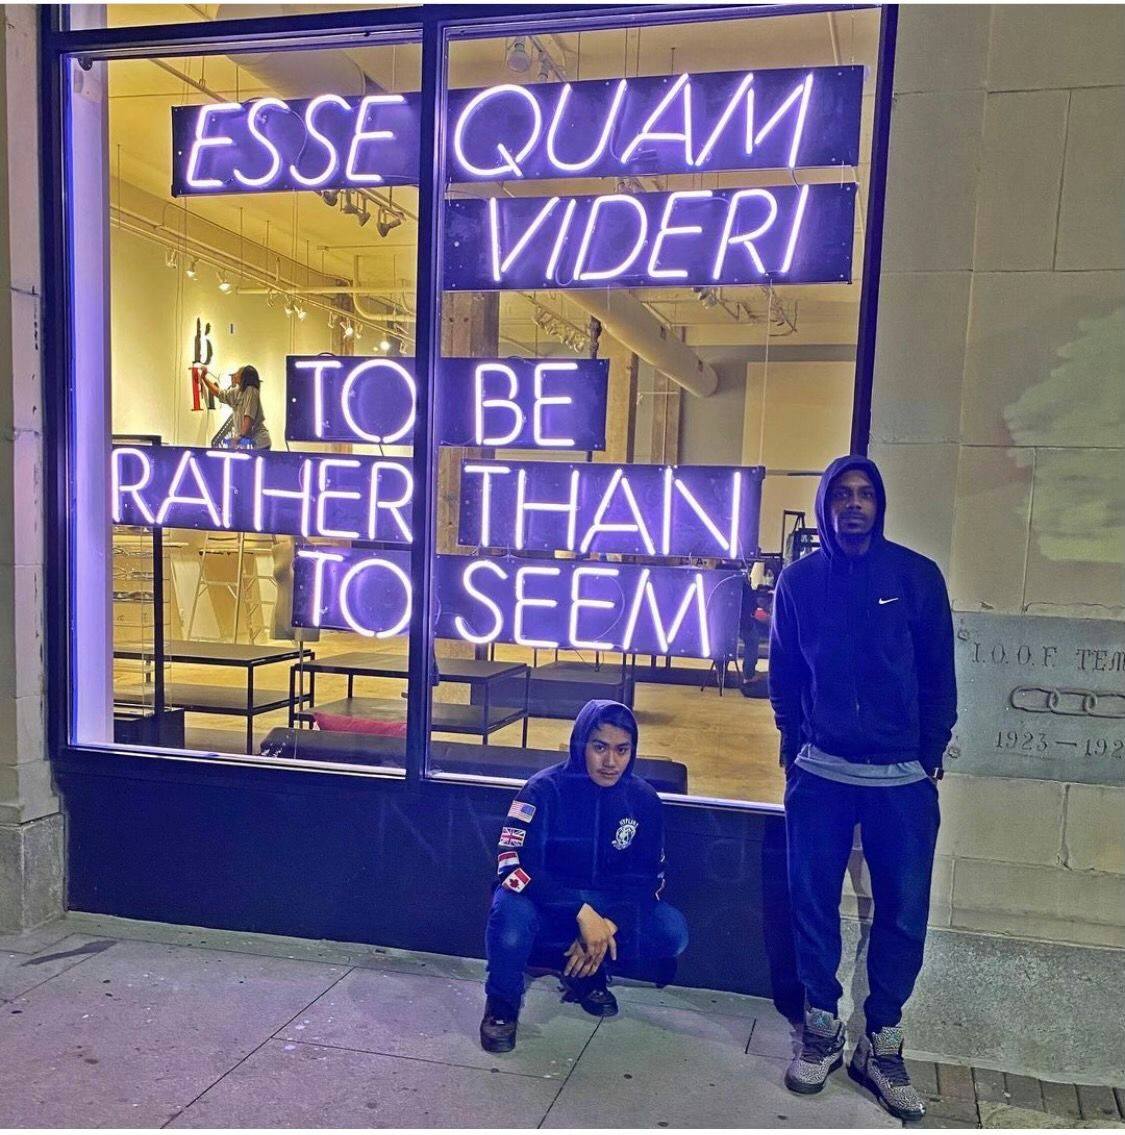 ESSE QUAM
VIDERI
TO BE
RATHER THAN
TO SEEM
I.O.O.F. TEM
1923 — 192